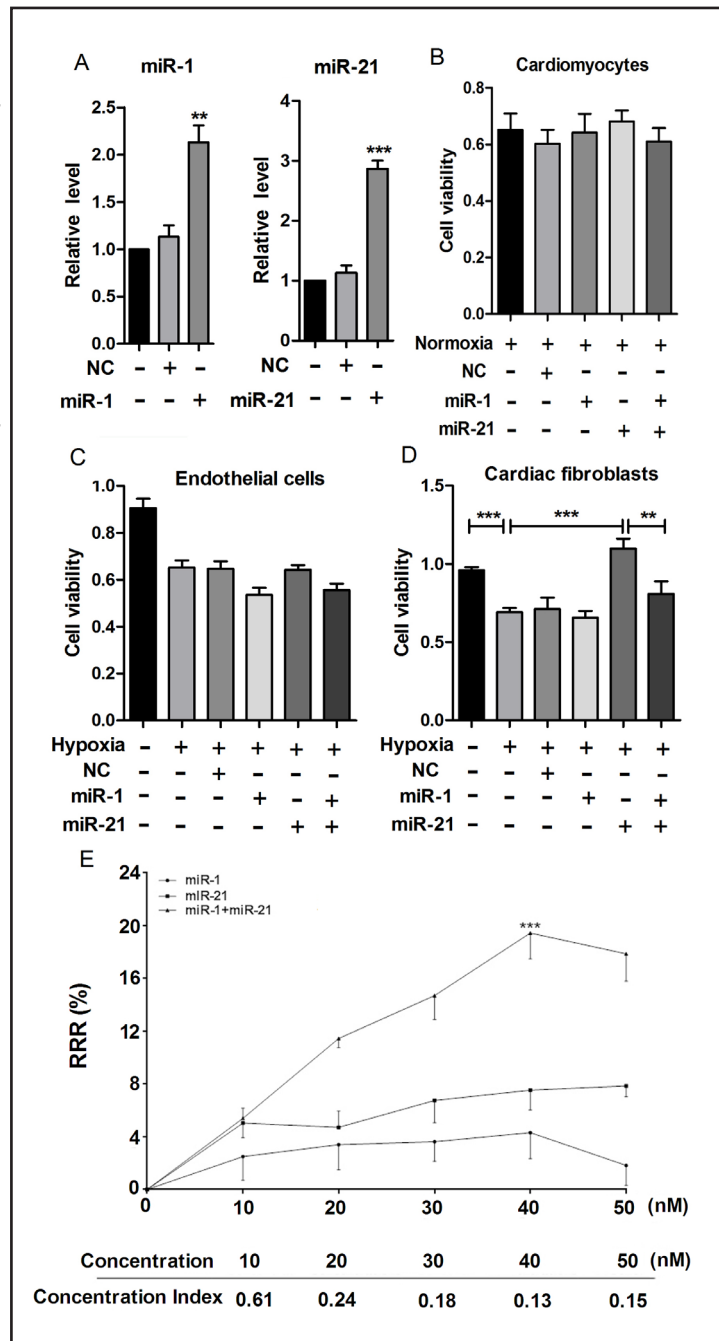 A
miR-1
Relative level
2.5
2.0
1.5
1.0
0.5
0.0
**
NC - + -
miR-1 - - +
miR-21
Relative level
4
3
2
1
0
***
NC - + -
miR-21 - - +
B
Cardiomyocytes
Cell viability
0.8
0.6
0.4
0.2
0.0
Normoxia + + + + +
NC - + - - -
miR-1 - - + - +
miR-21 - - - + +
C
Endothelial cells
Cell viability
1.0
0.8
0.6
0.4
0.2
0.0
Hypoxia - + + + + +
NC - - + - - -
miR-1 - - - + - +
miR-21 - - - - + +
D
Cardiac fibroblasts
Cell viability
1.5
1.0
0.5
0.0
*** *** **
Hypoxia - + + + + +
NC - - + - - -
miR-1 - - - + - +
miR-21 - - - - + +
E
RRR (%)
24
20
16
12
8
4
0
miR-1
miR-21
miR-1+miR-21
***
0 10 20 30 40 50 (nM)
Concentration 10 20 30 40 50 (nM)
Concentration Index 0.61 0.24 0.18 0.13 0.15